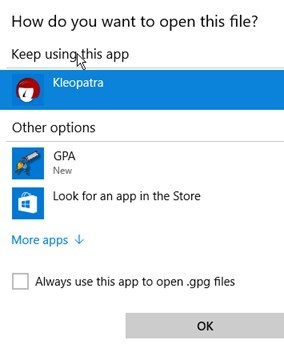 How do you want to open this file?
Keep using this app
Kleopatra
Other options
GPA
New
Look for an app in the Store
More apps ↓
Always use this app to open .gpg files
OK